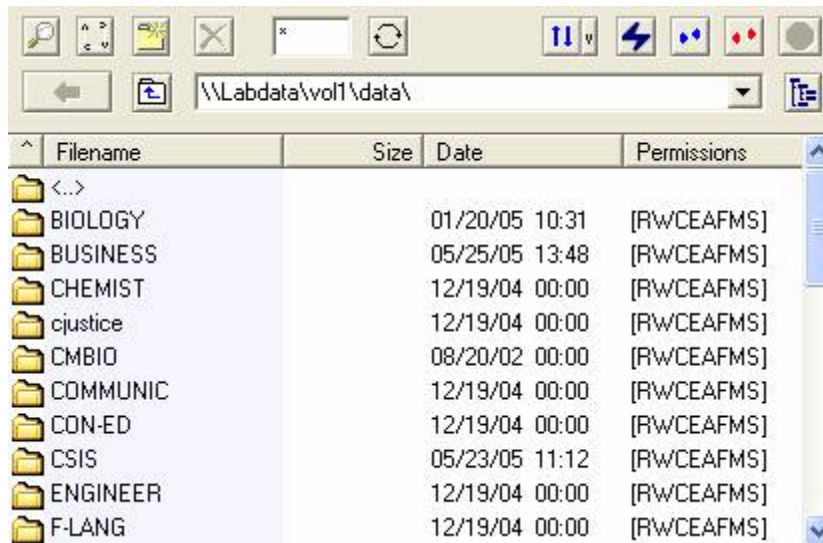 *
\\Labdata\vol1\data\
^ Filename Size Date Permissions
<..>
BIOLOGY 01/20/05 10:31 [RWCEAFMS]
BUSINESS 05/25/05 13:48 [RWCEAFMS]
CHEMIST 12/19/04 00:00 [RWCEAFMS]
cjustice 12/19/04 00:00 [RWCEAFMS]
CMBIO 08/20/02 00:00 [RWCEAFMS]
COMMUNIC 12/19/04 00:00 [RWCEAFMS]
CON-ED 12/19/04 00:00 [RWCEAFMS]
CSIS 05/23/05 11:12 [RWCEAFMS]
ENGINEER 12/19/04 00:00 [RWCEAFMS]
F-LANG 12/19/04 00:00 [RWCEAFMS]